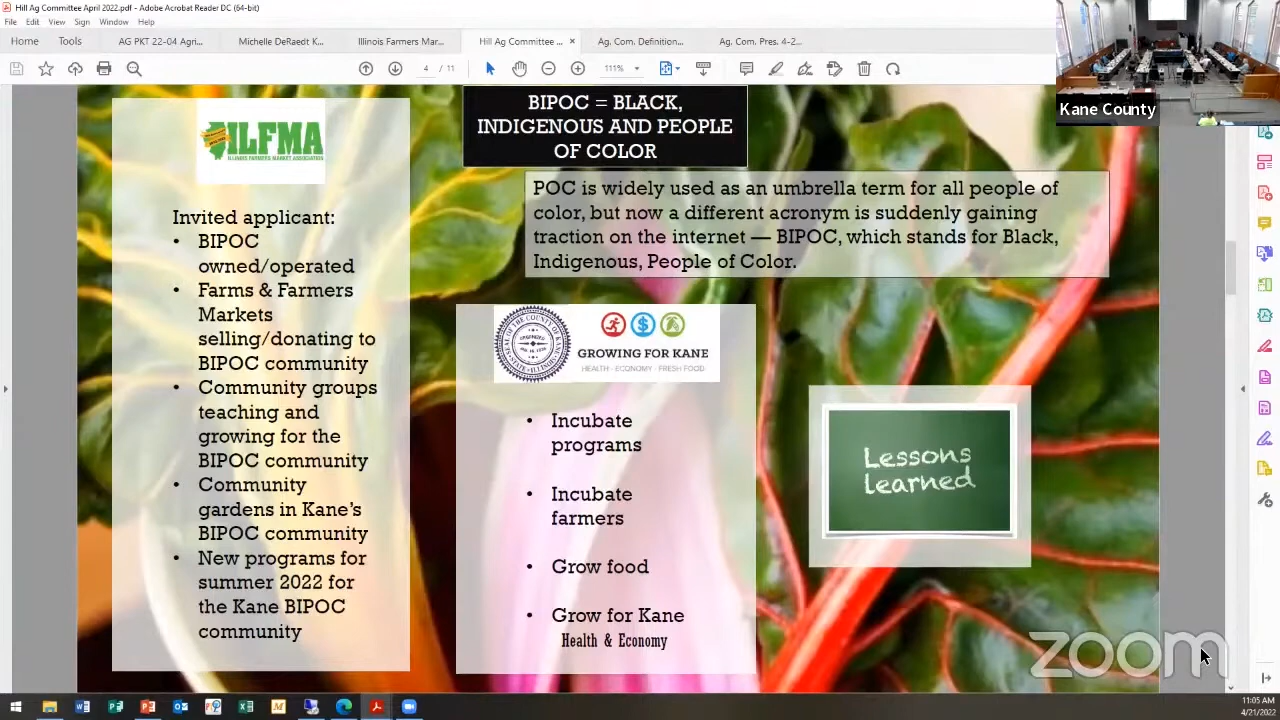 Hill Ag Committee April 2022.pdf - Adobe Acrobat Reader DC (64-bit)
File Edit View Sign Window Help
Home Tools AG PKT 22-04 Agri... Michelle DeRaedt K... Illinois Farmers Mar... Hill Ag Committee ... × Ag. Com. Definition... Ag. Com. Pres. 4-2...
4 / 11 111%
Kane County
ILFMA
ILLINOIS FARMERS MARKET ASSOCIATION
Invited applicant:
• BIPOC
owned/operated
• Farms & Farmers
Markets
selling/donating to
BIPOC community
• Community groups
teaching and
growing for the
BIPOC community
• Community
gardens in Kane's
BIPOC community
• New programs for
summer 2022 for
the Kane BIPOC
community
BIPOC = BLACK,
INDIGENOUS AND PEOPLE
OF COLOR
POC is widely used as an umbrella term for all people of
color, but now a different acronym is suddenly gaining
traction on the internet — BIPOC, which stands for Black,
Indigenous, People of Color.
GROWING FOR KANE
HEALTH · ECONOMY · FRESH FOOD
• Incubate
programs
• Incubate
farmers
• Grow food
• Grow for Kane
Health & Economy
Lessons
learned
zoom
11:05 AM
4/21/2022